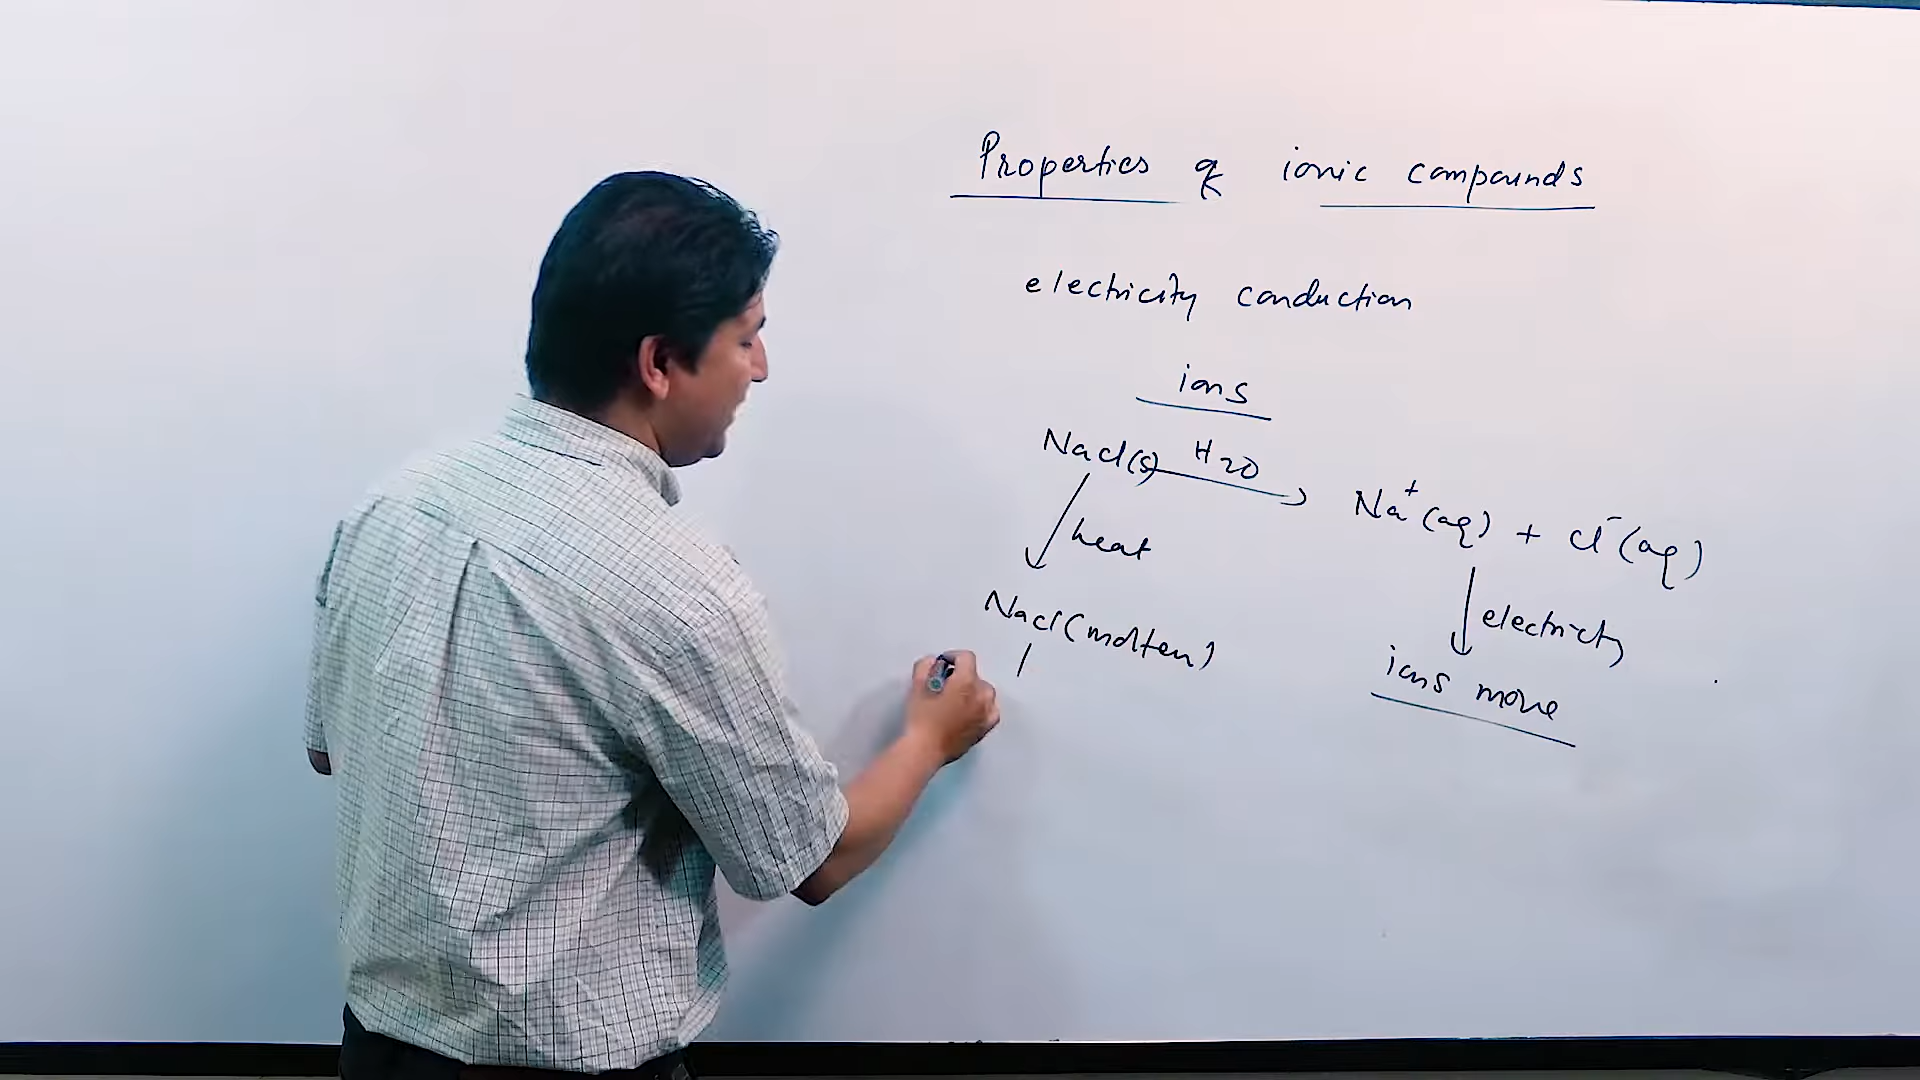 Properties of ionic compounds
electricity conduction
ions
NaCl(s) H2O → Na+(aq) + Cl-(aq)
heat
electricity
NaCl(molten)
ions move